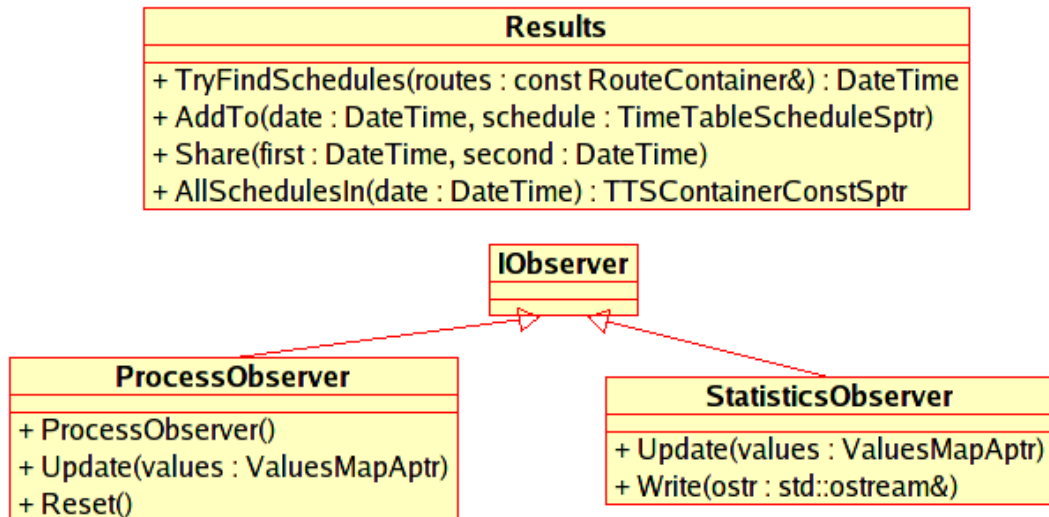 Results
+ TryFindSchedules(routes : const RouteContainer&) : DateTime
+ AddTo(date : DateTime, schedule : TimeTableScheduleSptr)
+ Share(first : DateTime, second : DateTime)
+ AllSchedulesIn(date : DateTime) : TTSContainerConstSptr
IObserver
ProcessObserver
+ ProcessObserver()
+ Update(values : ValuesMapAptr)
+ Reset()
StatisticsObserver
+ Update(values : ValuesMapAptr)
+ Write(ostr : std::ostream&)